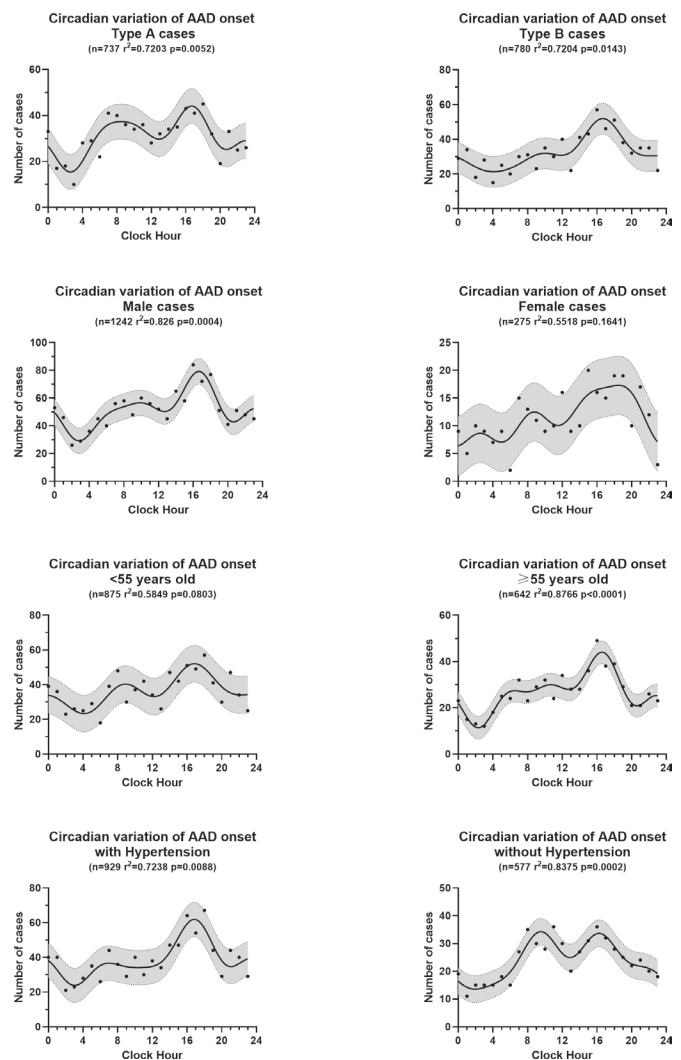 Circadian variation of AAD onset
Type A cases
(n=737 r²=0.7203 p=0.0052)
Number of cases
60
40
20
0
0 4 8 12 16 20 24
Clock Hour
Circadian variation of AAD onset
Type B cases
(n=780 r²=0.7204 p=0.0143)
Number of cases
80
60
40
20
0
0 4 8 12 16 20 24
Clock Hour
Circadian variation of AAD onset
Male cases
(n=1242 r²=0.826 p=0.0004)
Number of cases
100
80
60
40
20
0
0 4 8 12 16 20 24
Clock Hour
Circadian variation of AAD onset
Female cases
(n=275 r²=0.5518 p=0.1641)
Number of cases
25
20
15
10
5
0
0 4 8 12 16 20 24
Clock Hour
Circadian variation of AAD onset
<55 years old
(n=875 r²=0.5849 p=0.0803)
Number of cases
80
60
40
20
0
0 4 8 12 16 20 24
Clock Hour
Circadian variation of AAD onset
⩾55 years old
(n=642 r²=0.8766 p<0.0001)
Number of cases
60
40
20
0
0 4 8 12 16 20 24
Clock Hour
Circadian variation of AAD onset
with Hypertension
(n=929 r²=0.7238 p=0.0088)
Number of cases
80
60
40
20
0
0 4 8 12 16 20 24
Clock Hour
Circadian variation of AAD onset
without Hypertension
(n=577 r²=0.8375 p=0.0002)
Number of cases
50
40
30
20
10
0
0 4 8 12 16 20 24
Clock Hour